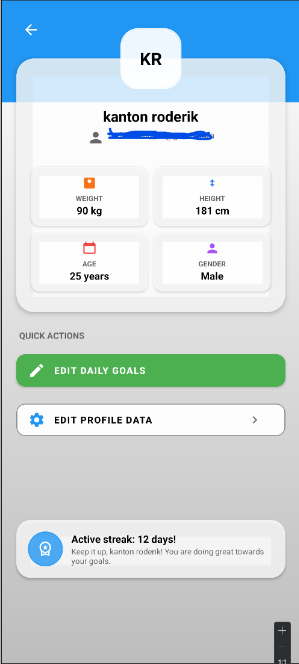 KR
kanton roderik
WEIGHT
90 kg
HEIGHT
181 cm
AGE
25 years
GENDER
Male
QUICK ACTIONS
EDIT DAILY GOALS
EDIT PROFILE DATA
Active streak: 12 days!
Keep it up, kanton roderik! You are doing great towards
your goals.
1:1